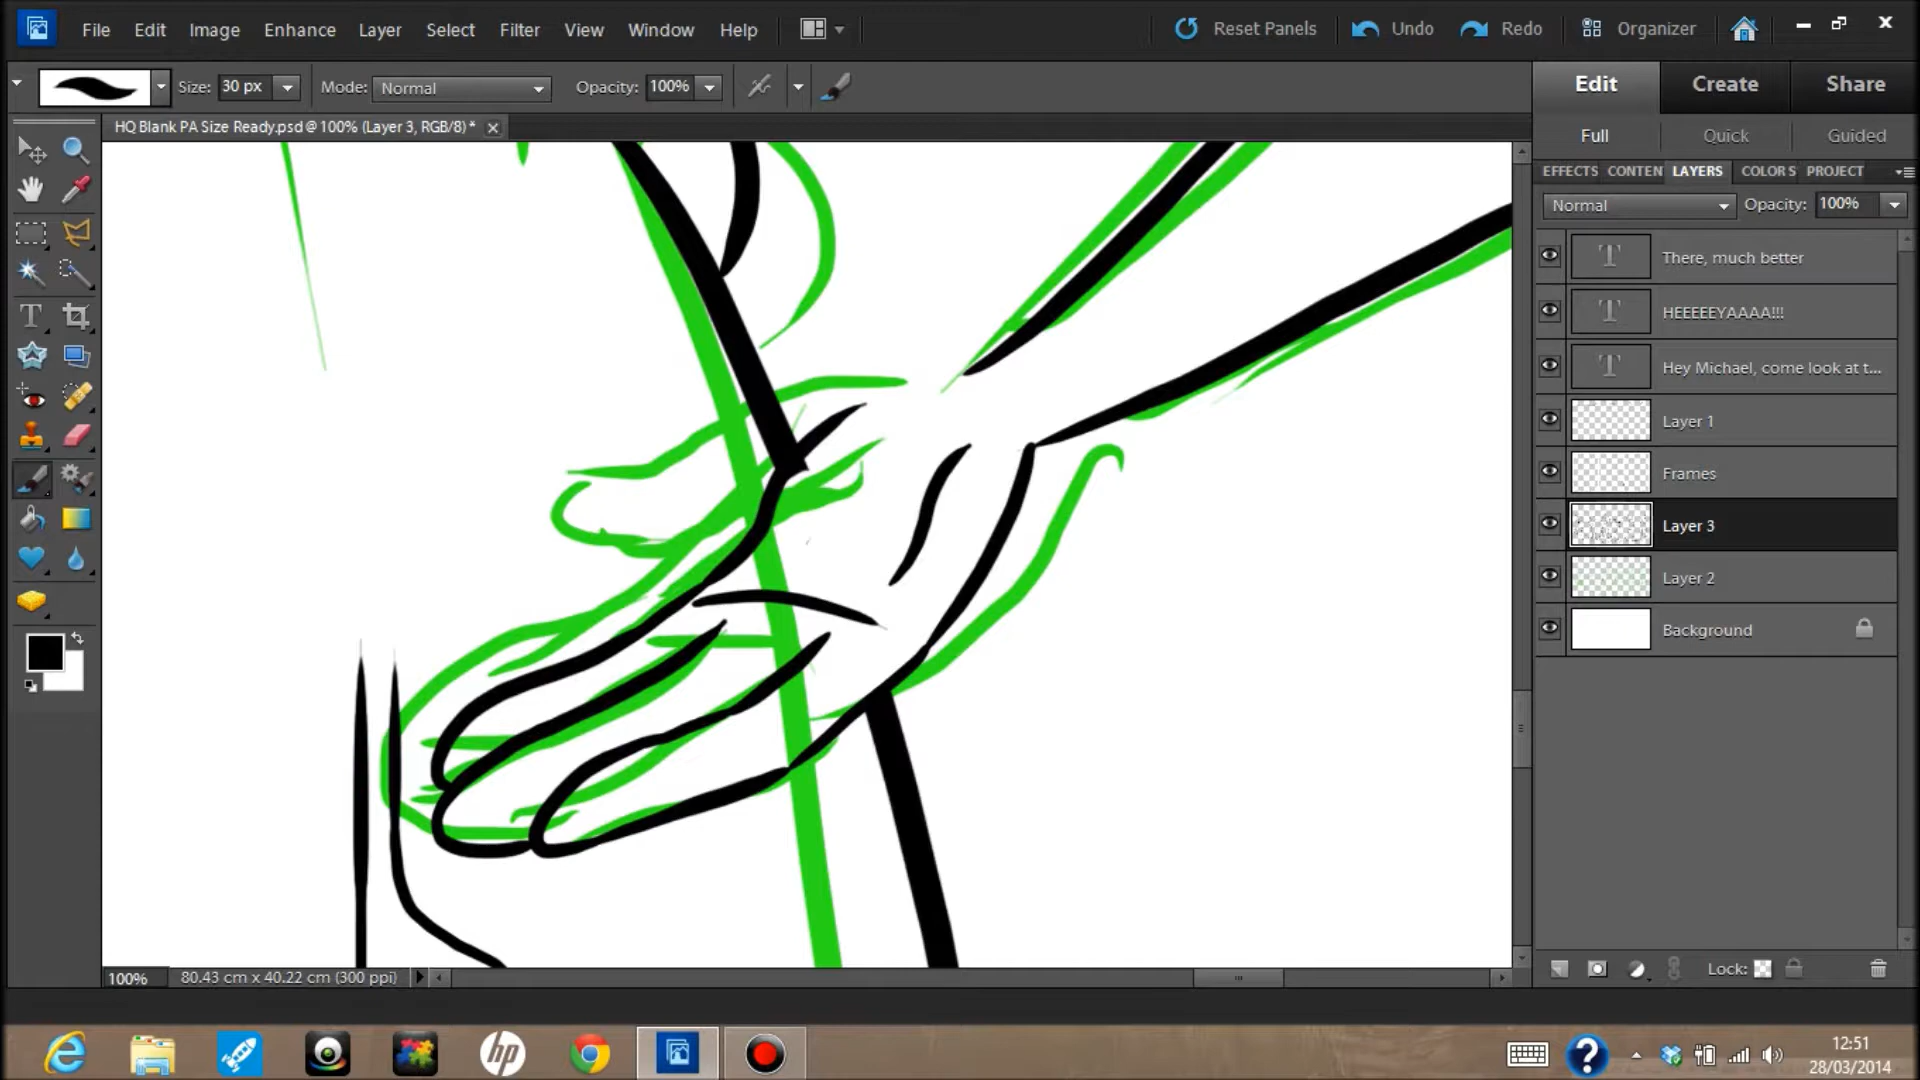 File Edit Image Enhance Layer Select Filter View Window Help Reset Panels Undo Redo Organizer
Size: 30 px Mode: Normal Opacity: 100%
Edit Create Share
HQ Blank PA Size Ready.psd @ 100% (Layer 3, RGB/8) *
Full Quick Guided
EFFECTS CONTEN LAYERS COLOR S PROJECT
Normal Opacity: 100%
There, much better
HEEEEEYAAAA!!!
Hey Michael, come look at t...
Layer 1
Frames
Layer 3
Layer 2
Background
Lock:
100% 80.43 cm x 40.22 cm (300 ppi)
hp
12:51
28/03/2014